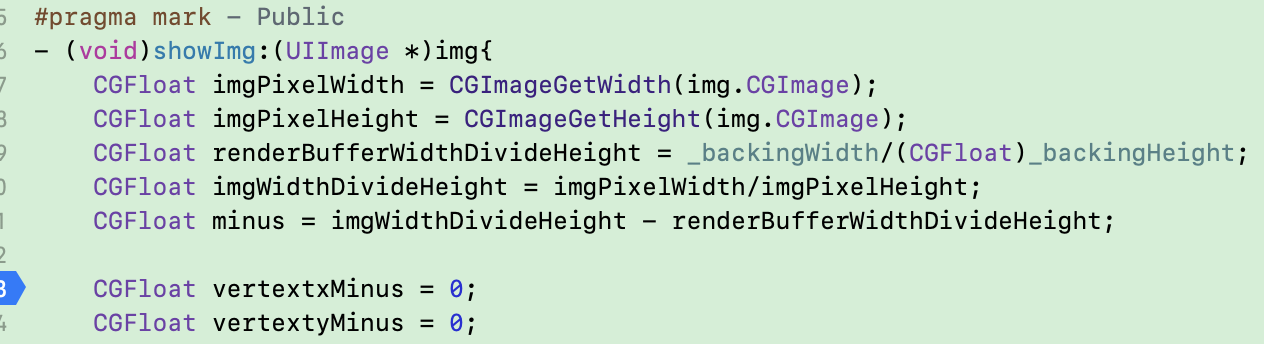 5 #pragma mark – Public
6 – (void)showImg:(UIImage *)img{
7 CGFloat imgPixelWidth = CGImageGetWidth(img.CGImage);
8 CGFloat imgPixelHeight = CGImageGetHeight(img.CGImage);
9 CGFloat renderBufferWidthDivideHeight = _backingWidth/(CGFloat)_backingHeight;
0 CGFloat imgWidthDivideHeight = imgPixelWidth/imgPixelHeight;
1 CGFloat minus = imgWidthDivideHeight – renderBufferWidthDivideHeight;
2
3 CGFloat vertextxMinus = 0;
4 CGFloat vertextyMinus = 0;